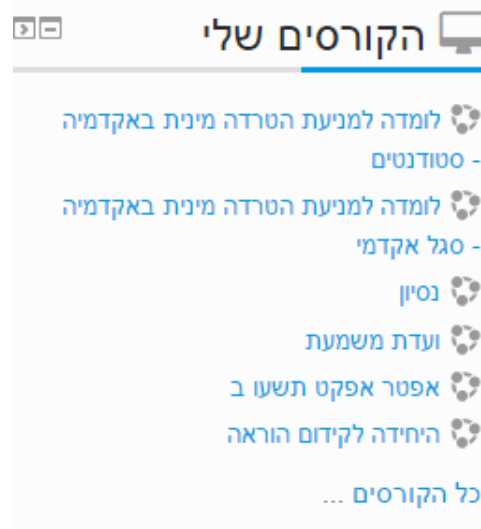 הקורסים שלי
לומדה למניעת הטרדה מינית באקדמיה
- סטודנטים
לומדה למניעת הטרדה מינית באקדמיה
- סגל אקדמי
נסיון
ועדת משמעת
אפטר אפקט תשעו ב
היחידה לקידום הוראה
כל הקורסים ...